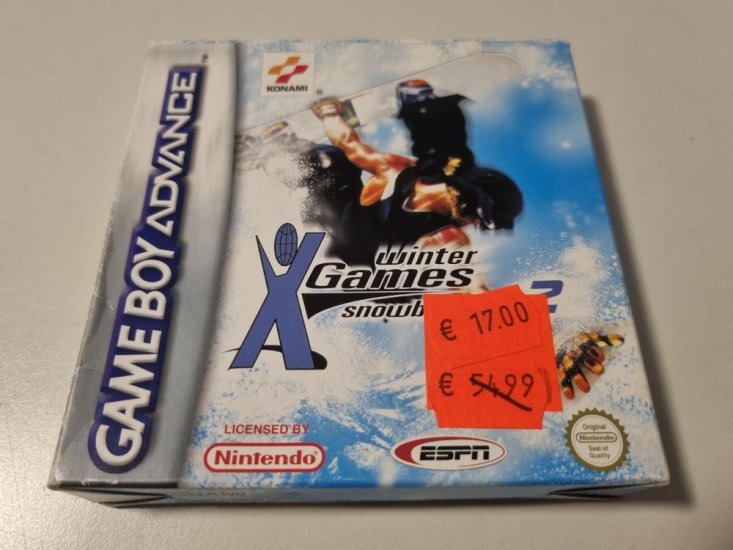 GAME BOY ADVANCE
KONAMI
®
winter
X Games
2
€ 17.00
€ 54.99
LICENSED BY
Nintendo
ESPN
Original
Nintendo
Seal of
Quality